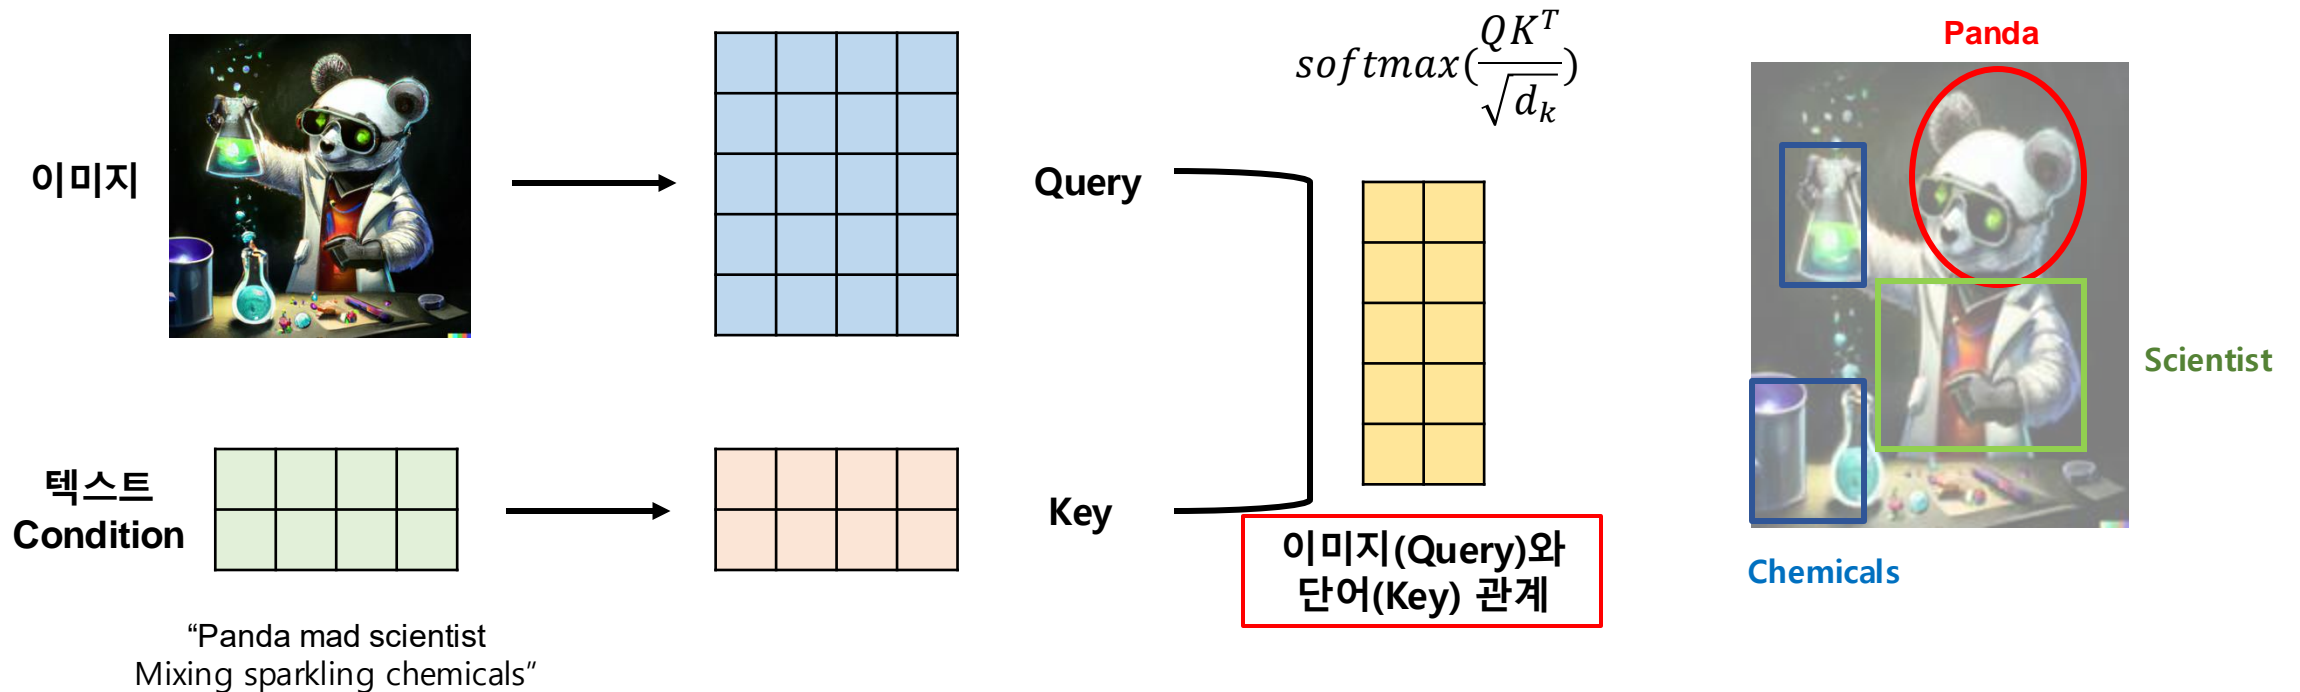 이미지
텍스트
Condition
“Panda mad scientist
Mixing sparkling chemicals”
Query
Key
softmax(QK^T/√d_k)
이미지(Query)와
단어(Key) 관계
Panda
Scientist
Chemicals